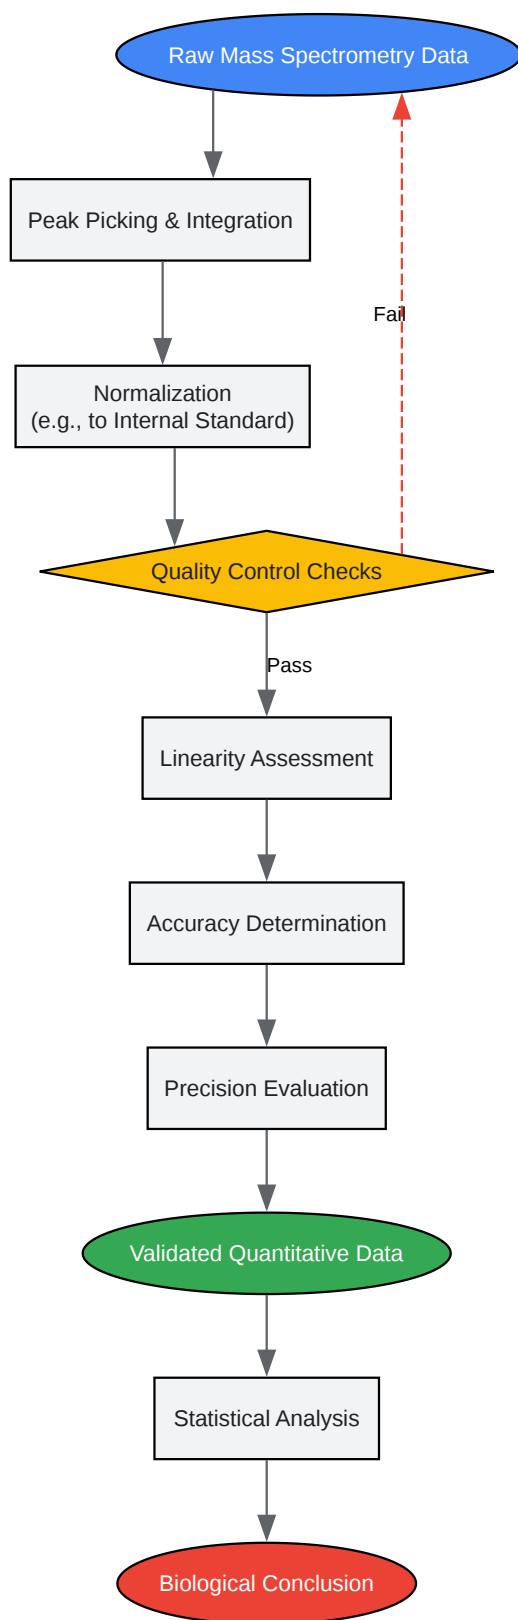 Raw Mass Spectrometry Data
Peak Picking & Integration
Fail
Normalization
(e.g., to Internal Standard)
Quality Control Checks
Pass
Linearity Assessment
Accuracy Determination
Precision Evaluation
Validated Quantitative Data
Statistical Analysis
Biological Conclusion